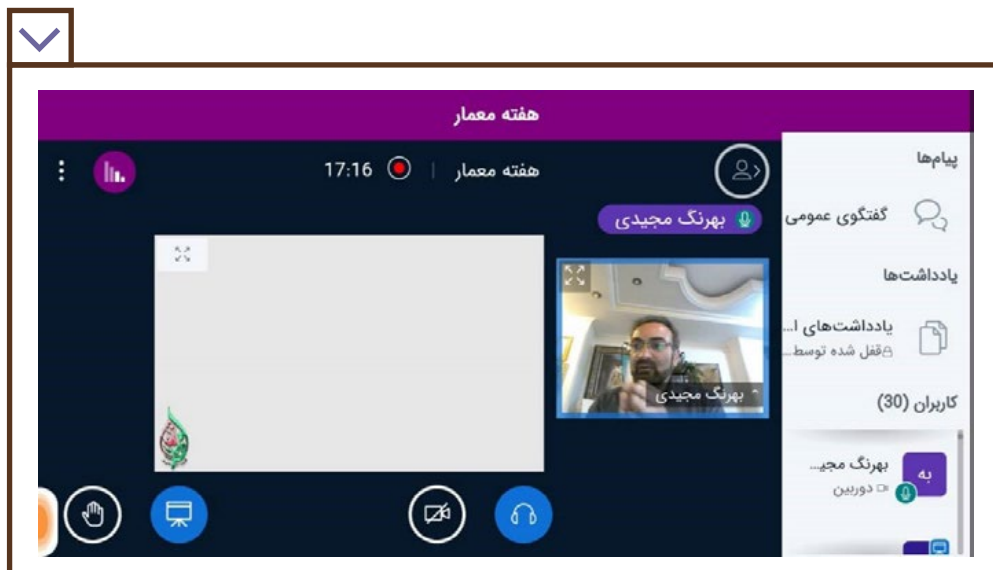 هفته معمار
هفته معمار
17:16
بهرنگ مجیدی
بهرنگ مجیدی
پیام‌ها
گفتگوی عمومی
یادداشت‌ها
یادداشت‌های ا...
قفل شده توسط...
کاربران (30)
به
بهرنگ مجیـ...
دوربین